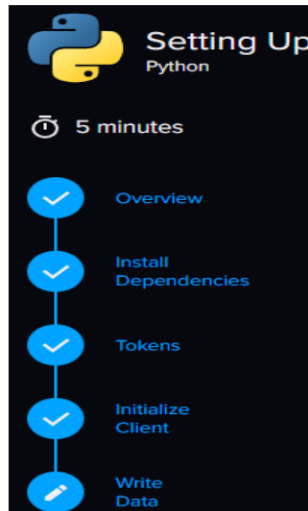 Setting Up
Python
5 minutes
Overview
Install
Dependencies
Tokens
Initialize
Client
Write
Data